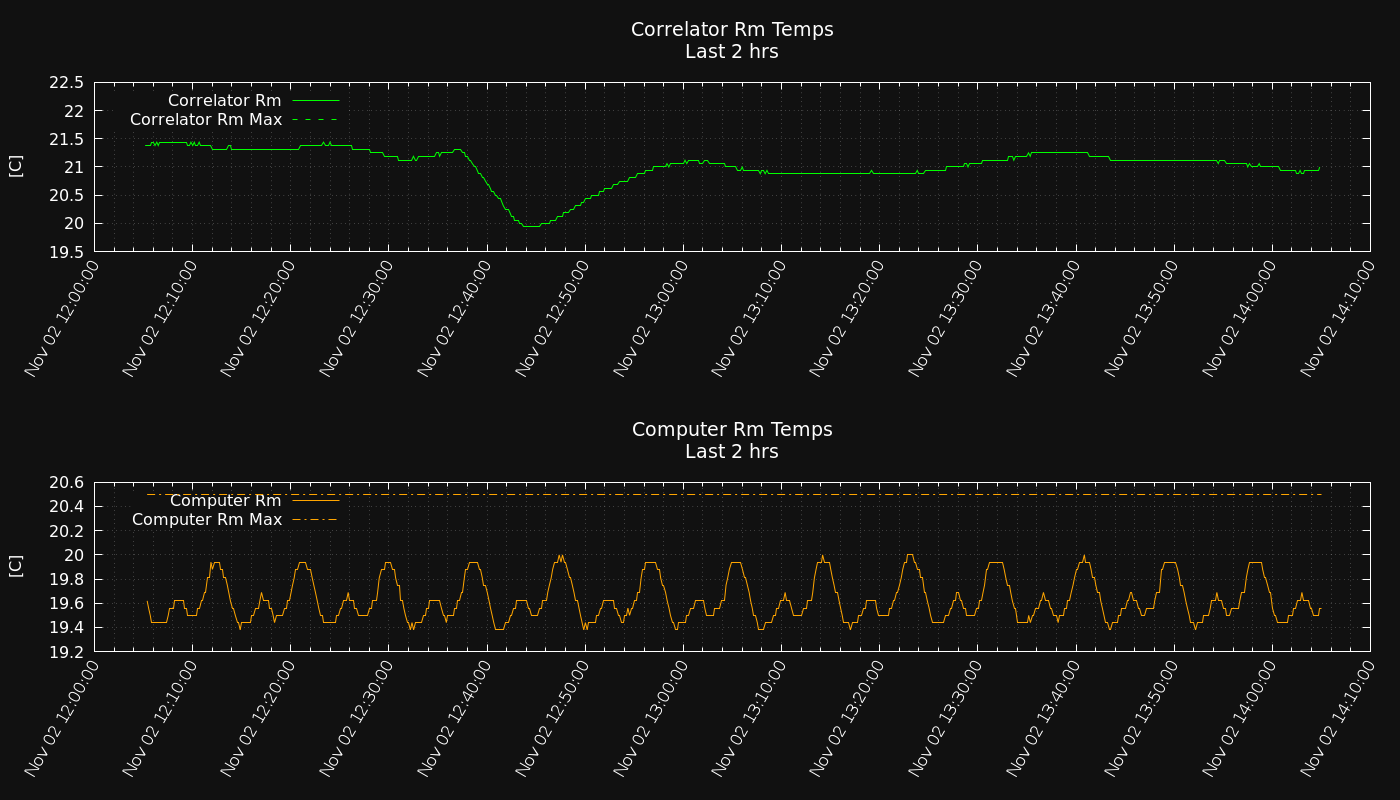 Correlator Rm Temps
Last 2 hrs
22.5
22
21.5
21
20.5
20
19.5
[C]
Correlator Rm
Correlator Rm Max
Nov 02 12:00:00
Nov 02 12:10:00
Nov 02 12:20:00
Nov 02 12:30:00
Nov 02 12:40:00
Nov 02 12:50:00
Nov 02 13:00:00
Nov 02 13:10:00
Nov 02 13:20:00
Nov 02 13:30:00
Nov 02 13:40:00
Nov 02 13:50:00
Nov 02 14:00:00
Nov 02 14:10:00
Computer Rm Temps
Last 2 hrs
20.6
20.4
20.2
20
19.8
19.6
19.4
19.2
[C]
Computer Rm
Computer Rm Max
Nov 02 12:00:00
Nov 02 12:10:00
Nov 02 12:20:00
Nov 02 12:30:00
Nov 02 12:40:00
Nov 02 12:50:00
Nov 02 13:00:00
Nov 02 13:10:00
Nov 02 13:20:00
Nov 02 13:30:00
Nov 02 13:40:00
Nov 02 13:50:00
Nov 02 14:00:00
Nov 02 14:10:00